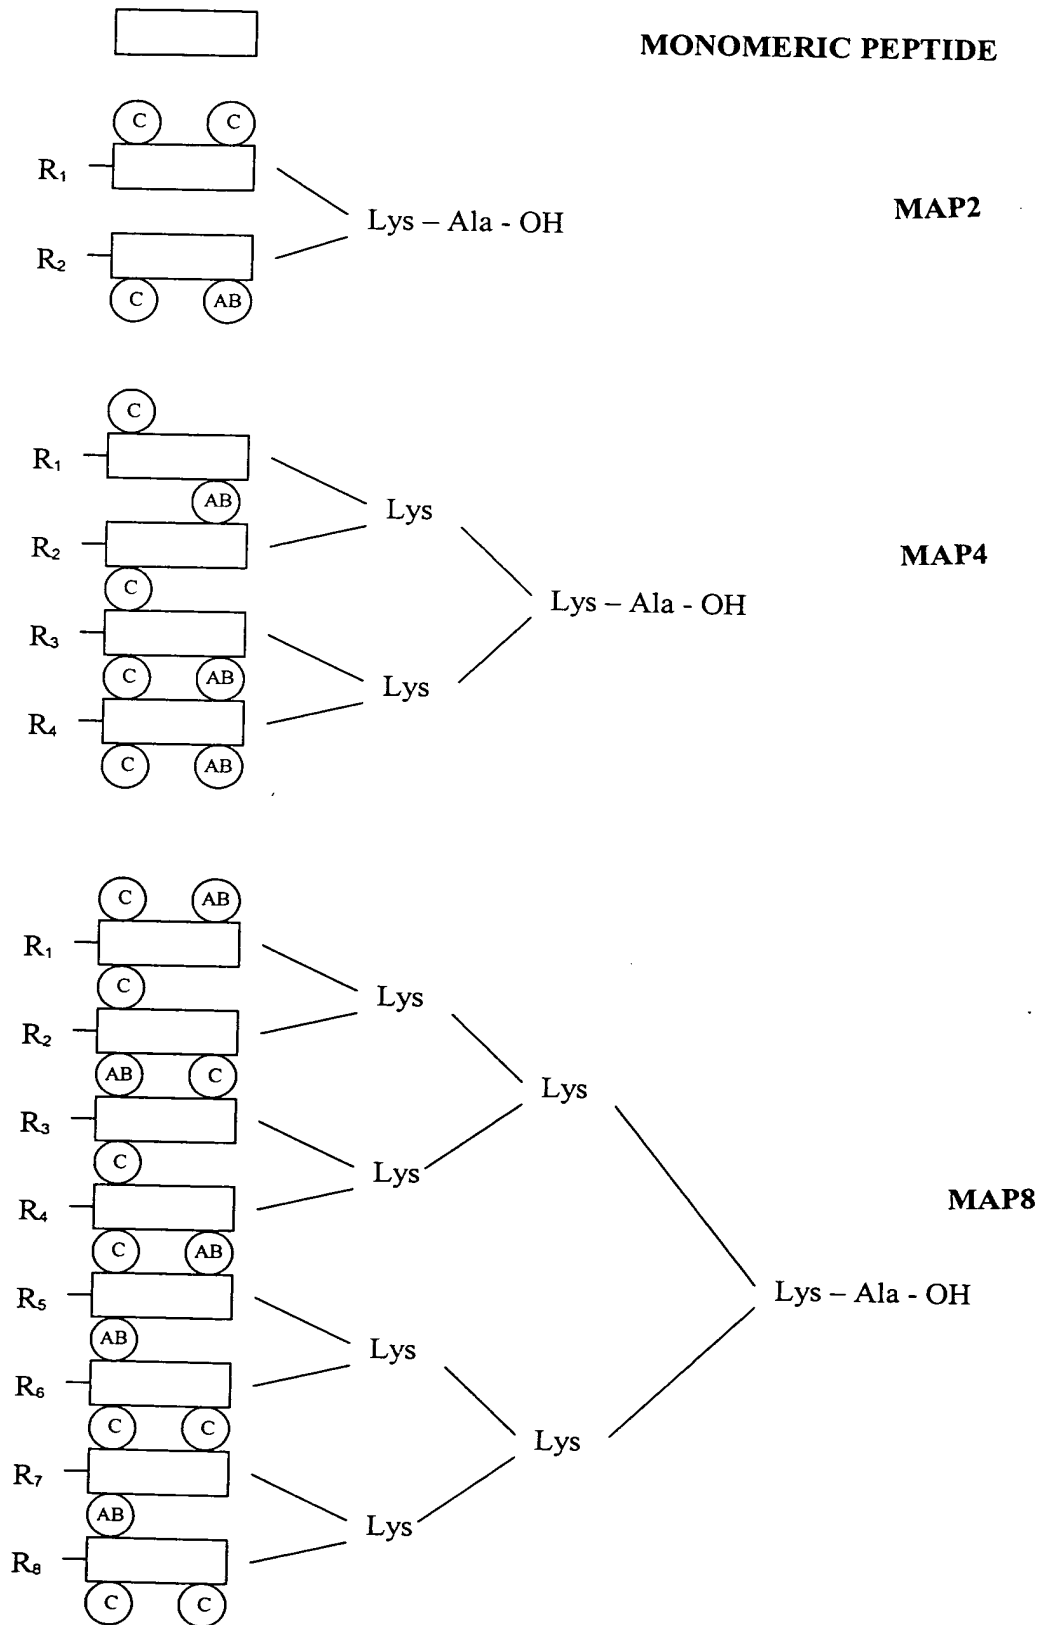 MONOMERIC PEPTIDE
C C
R₁
Lys – Ala - OH
MAP2
R₂
C AB
C
R₁
AB
Lys
R₂
MAP4
C
Lys – Ala - OH
R₃
C AB
Lys
R₄
C AB
C AB
R₁
C
Lys
R₂
AB C
Lys
R₃
C
Lys
R₄
MAP8
C AB
R₅
Lys – Ala - OH
AB
Lys
R₆
C C
Lys
R₇
AB
Lys
R₈
C C